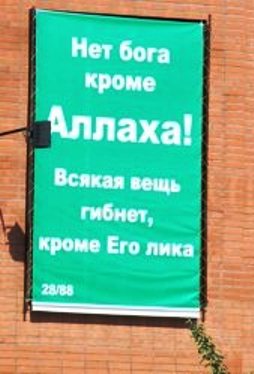 Нет бога
кроме
Аллаха!
Всякая вещь
гибнет,
кроме Его лика
28/88